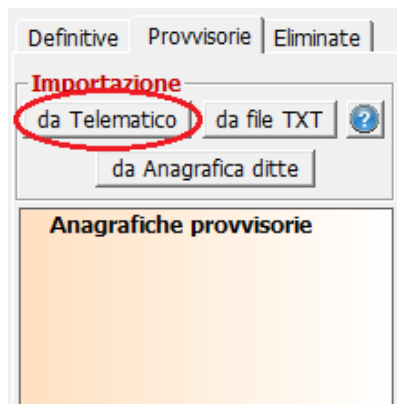 Definitive Provvisorie Eliminate
Importazione
da Telematico da file TXT ?
da Anagrafica ditte
Anagrafiche provvisorie